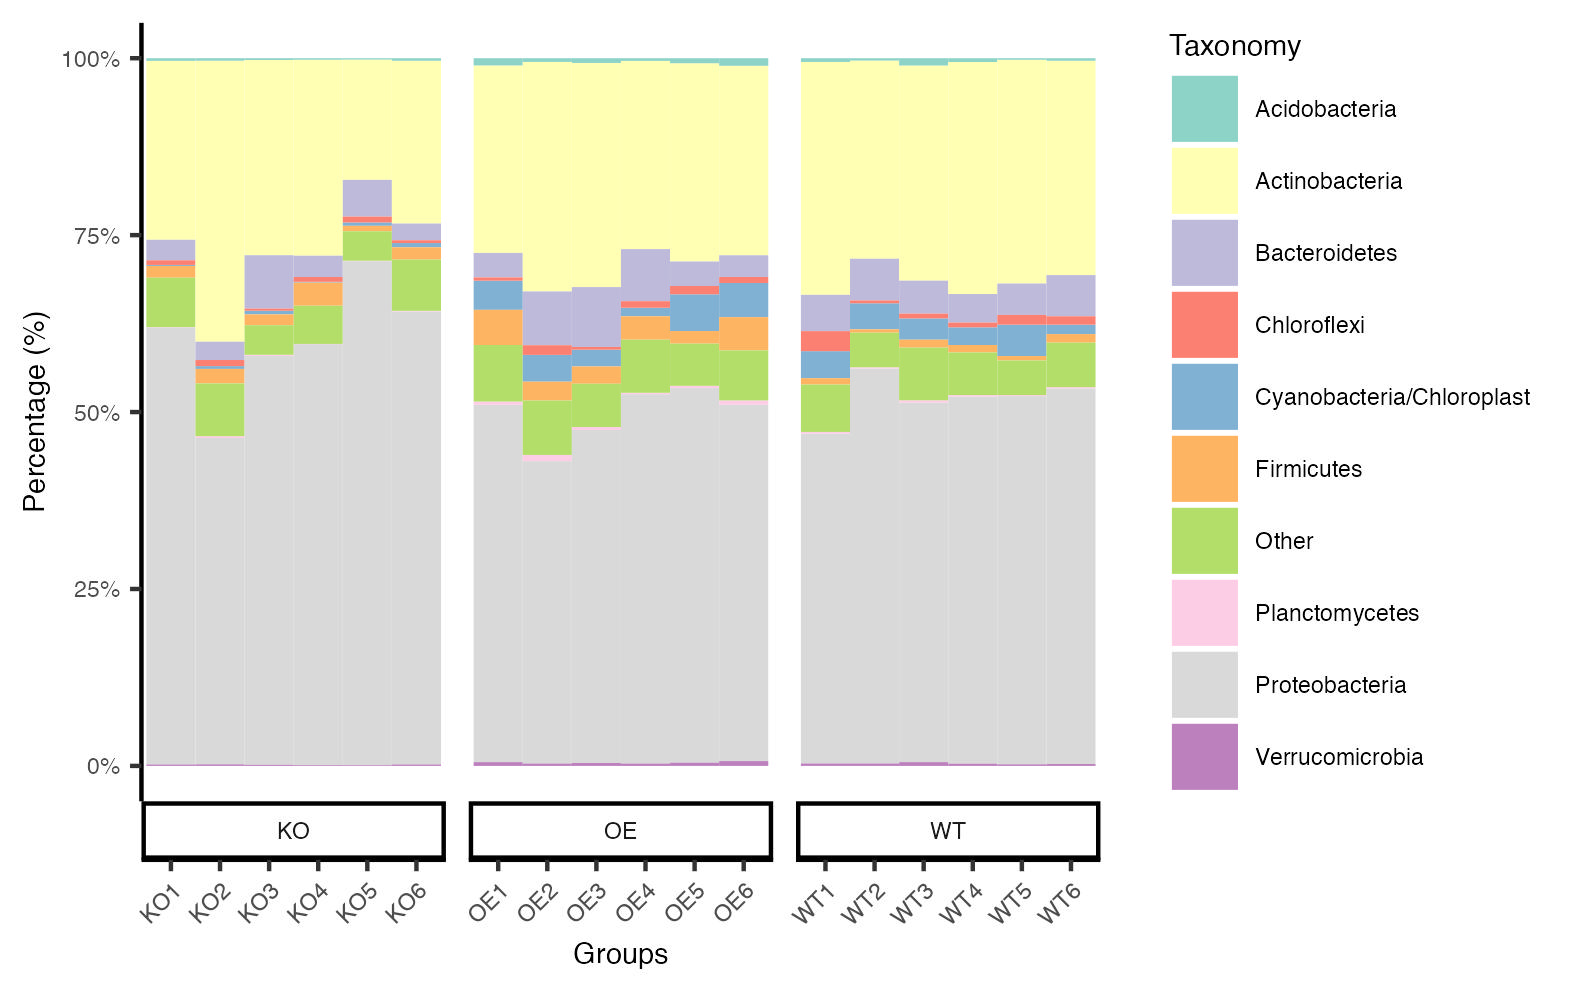 Percentage (%)
100%
75%
50%
25%
0%
KO
OE
WT
KO1
KO2
KO3
KO4
KO5
KO6
OE1
OE2
OE3
OE4
OE5
OE6
WT1
WT2
WT3
WT4
WT5
WT6
Groups
Taxonomy
Acidobacteria
Actinobacteria
Bacteroidetes
Chloroflexi
Cyanobacteria/Chloroplast
Firmicutes
Other
Planctomycetes
Proteobacteria
Verrucomicrobia